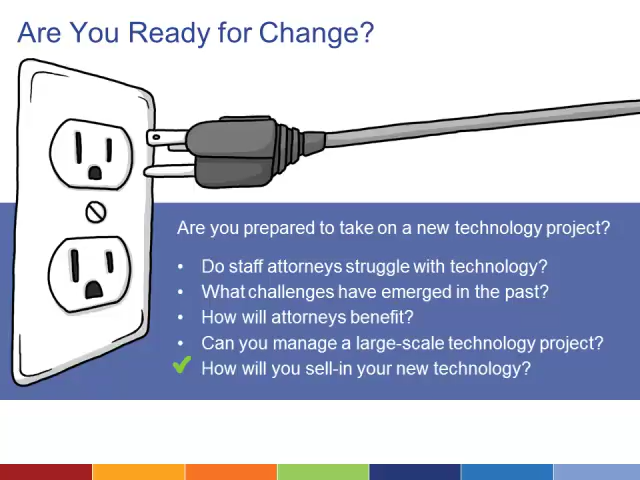 Are You Ready for Change?
Are you prepared to take on a new technology project?
• Do staff attorneys struggle with technology?
• What challenges have emerged in the past?
• How will attorneys benefit?
• Can you manage a large-scale technology project?
✔ How will you sell-in your new technology?